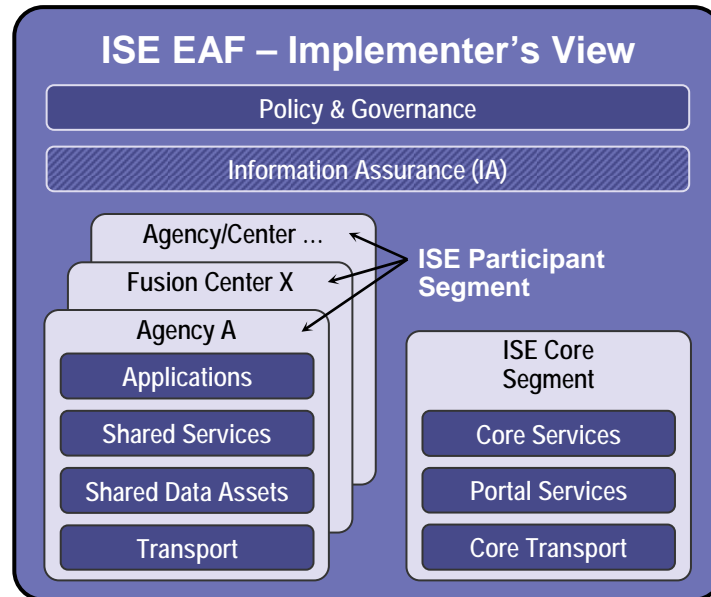 ISE EAF – Implementer's View
Policy & Governance
Information Assurance (IA)
Agency/Center ...
Fusion Center X
Agency A
Applications
Shared Services
Shared Data Assets
Transport
ISE Participant
Segment
ISE Core
Segment
Core Services
Portal Services
Core Transport